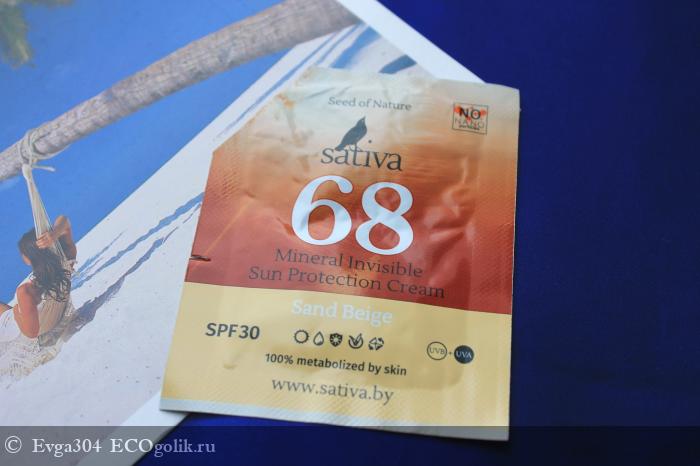 Seed of Nature
NO
NANO
sativa
68
Mineral Invisible
Sun Protection Cream
Sand Beige
SPF30
UVB + UVA
100% metabolized by skin
www.sativa.by
© Evga304 ECOgolik.ru